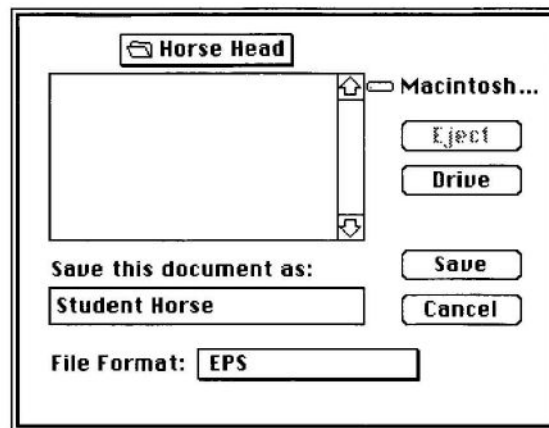 Horse Head
Macintosh...
Eject
Drive
Save this document as:
Save
Student Horse
Cancel
File Format: EPS